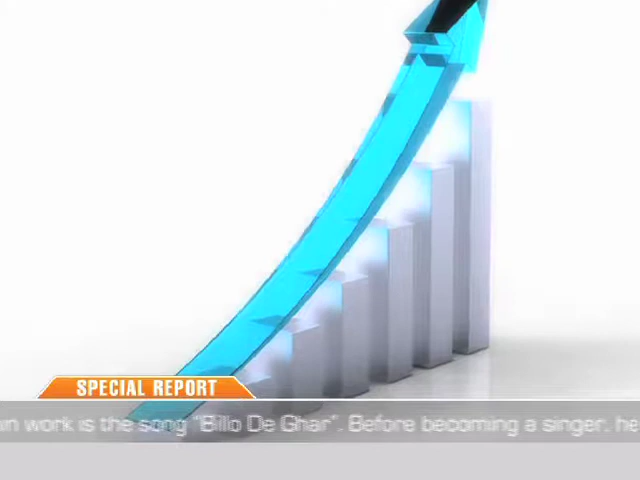 SPECIAL REPORT
work is the song "Billo De Ghar". Before becoming a singer, he